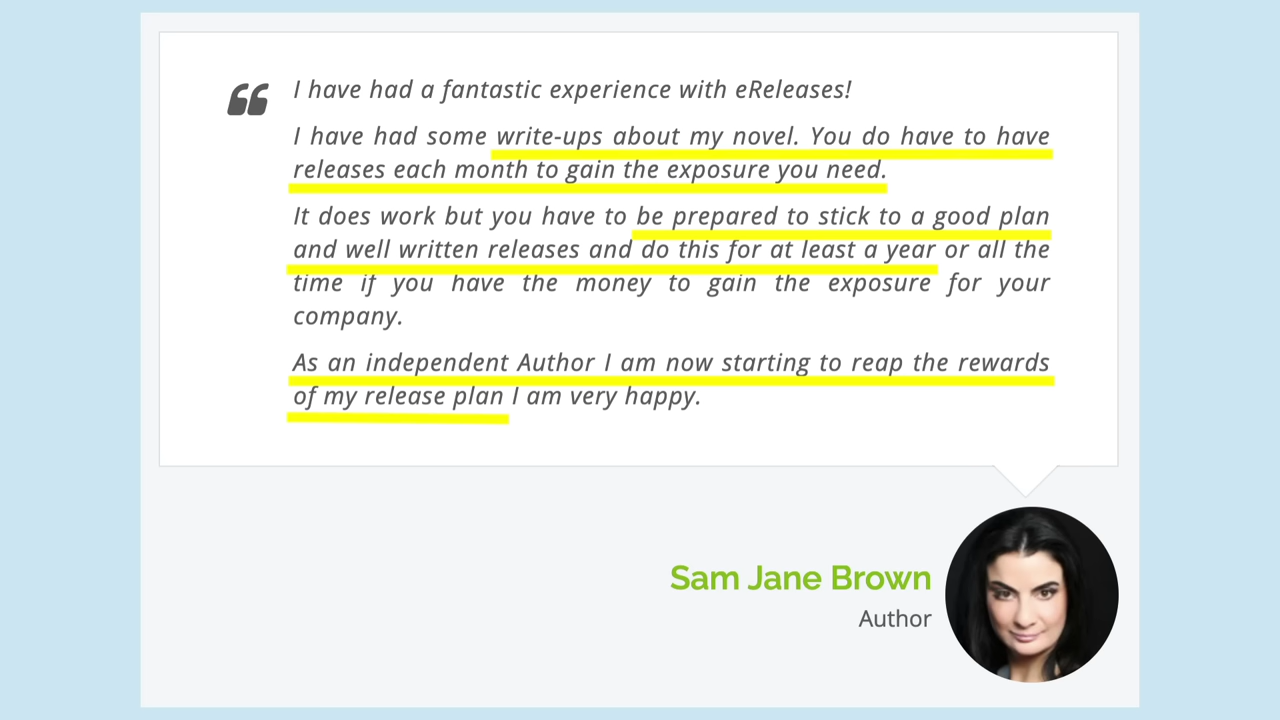 I have had a fantastic experience with eReleases!
I have had some write-ups about my novel. You do have to have
releases each month to gain the exposure you need.
It does work but you have to be prepared to stick to a good plan
and well written releases and do this for at least a year or all the
time if you have the money to gain the exposure for your
company.
As an independent Author I am now starting to reap the rewards
of my release plan I am very happy.
Sam Jane Brown
Author